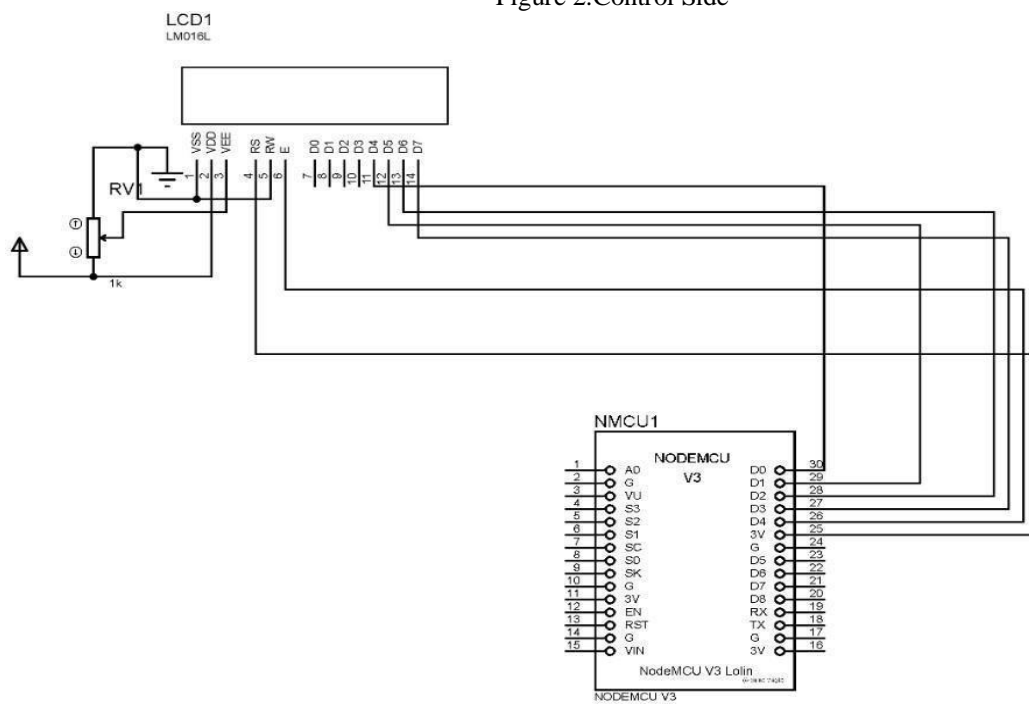 Figure 2.Control Side
LCD1
LM016L
VSS
VDD
VEE
RS
RW
E
D0
D1
D2
D3
D4
D5
D6
D7
1
2
3
4
5
6
7
8
9
10
11
12
13
14
RV1
1k
NMCU1
NODEMCU
V3
1 A0 D0 30
2 G D1 29
3 VU D2 28
4 S3 D3 27
5 S2 D4 26
6 S1 3V 25
7 SC G 24
8 S0 D5 23
9 SK D6 22
10 G D7 21
11 3V D8 20
12 EN RX 19
13 RST TX 18
14 G G 17
15 VIN 3V 16
NodeMCU V3 Lolin
NODEMCU V3